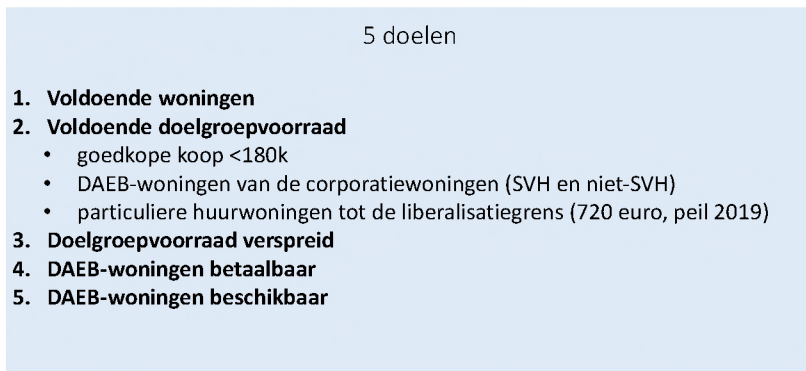 5 doelen
1. Voldoende woningen
2. Voldoende doelgroepvoorraad
• goedkope koop <180k
• DAEB-woningen van de corporatiewoningen (SVH en niet-SVH)
• particuliere huurwoningen tot de liberalisatiegrens (720 euro, peil 2019)
3. Doelgroepvoorraad verspreid
4. DAEB-woningen betaalbaar
5. DAEB-woningen beschikbaar